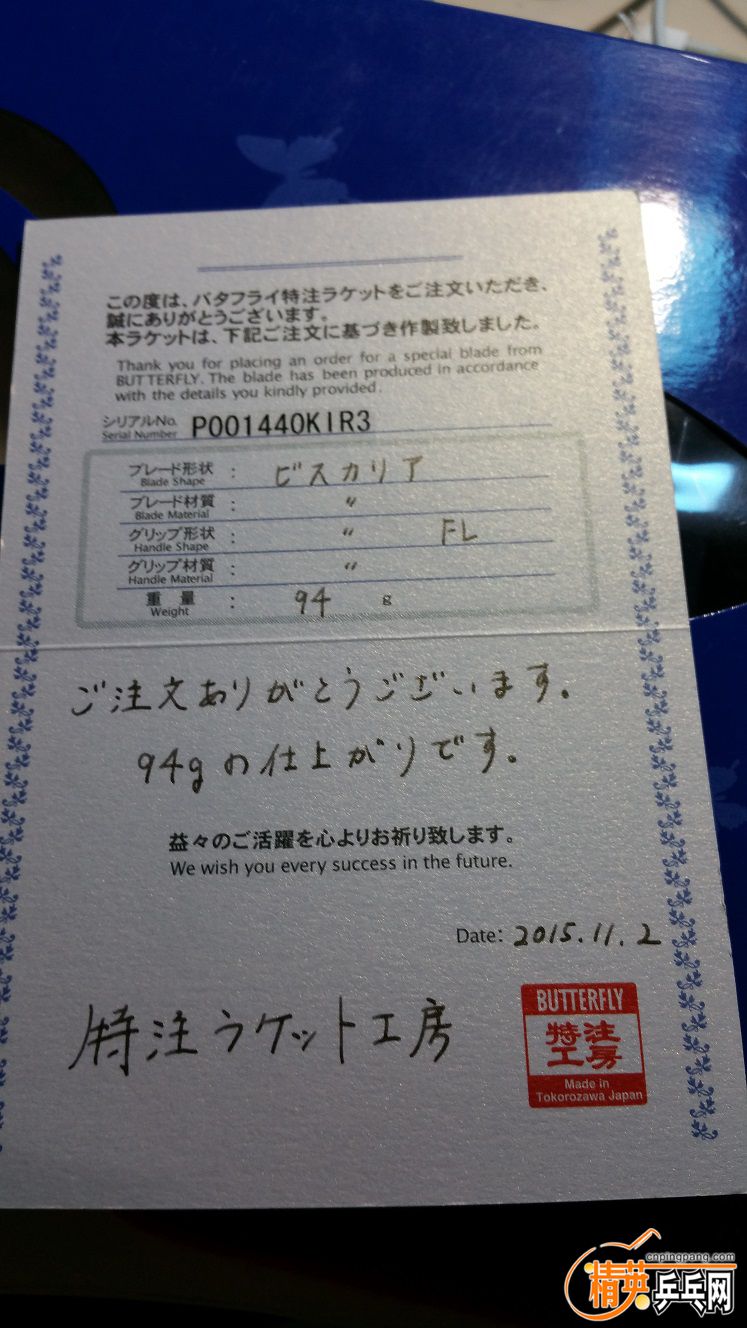 この度は、バタフライ特注ラケットをご注文いただき、
誠にありがとうございます。
本ラケットは、下記ご注文に基づき作製致しました。
Thank you for placing an order for a special blade from
BUTTERFLY. The blade has been produced in accordance
with the details you kindly provided.
シリアルNo. P001440KIR3
Serial Number
ブレード形状 : ビスカリア
Blade Shape
ブレード材質 : 〃
Blade Material
グリップ形状 : 〃 FL
Handle Shape
グリップ材質 : 〃
Handle Material
重量 : 94 g
Weight
ご注文ありがとうございます。
94gの仕上がりです。
益々のご活躍を心よりお祈り致します。
We wish you every success in the future.
Date: 2015.11.2
特注ラケット工房
BUTTERFLY
特注
工房
Made in
Tokorozawa Japan
cnpingpang.com
精英乒乓网